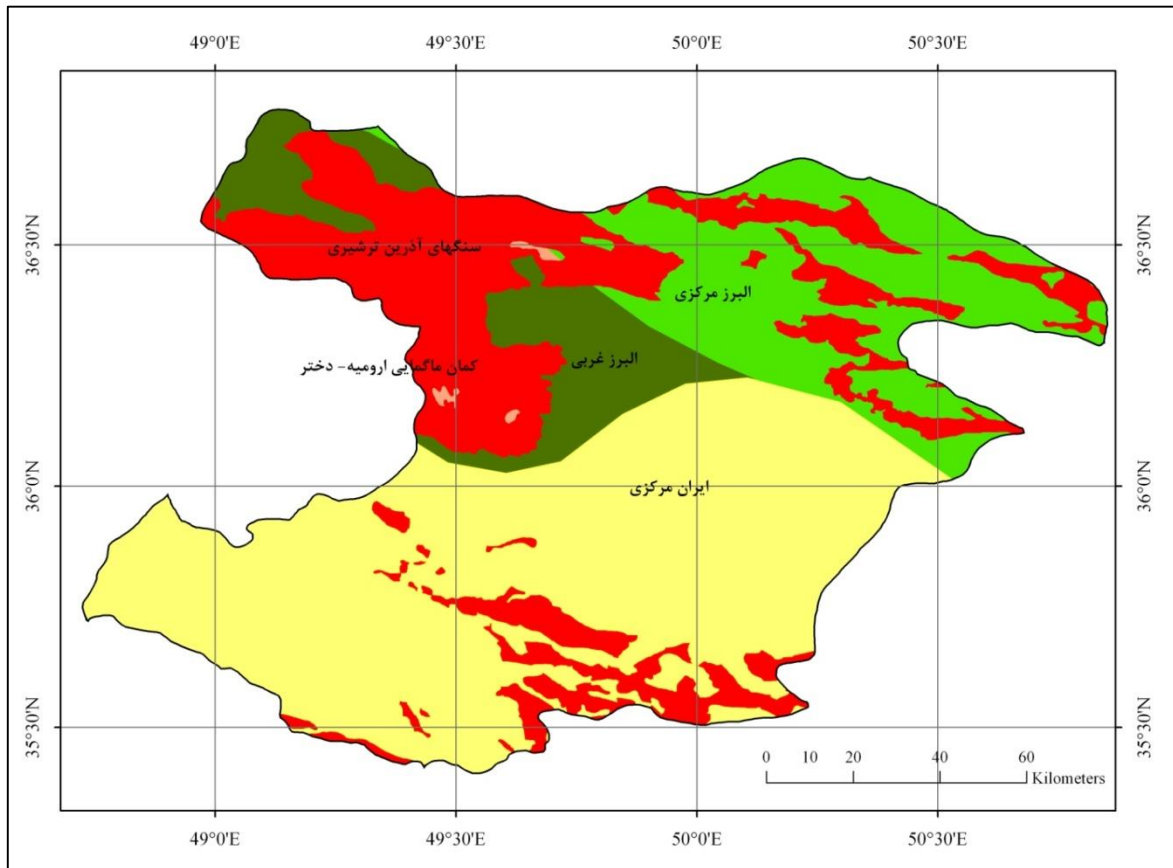 49°0'E 49°30'E 50°0'E 50°30'E
36°30'N 36°30'N
سنگهای آذرین ترشیری
البرز مرکزی
البرز غربی
کمان ماگمایی ارومیه- دختر
36°0'N 36°0'N
ایران مرکزی
35°30'N 35°30'N
0 10 20 40 60
Kilometers
49°0'E 49°30'E 50°0'E 50°30'E